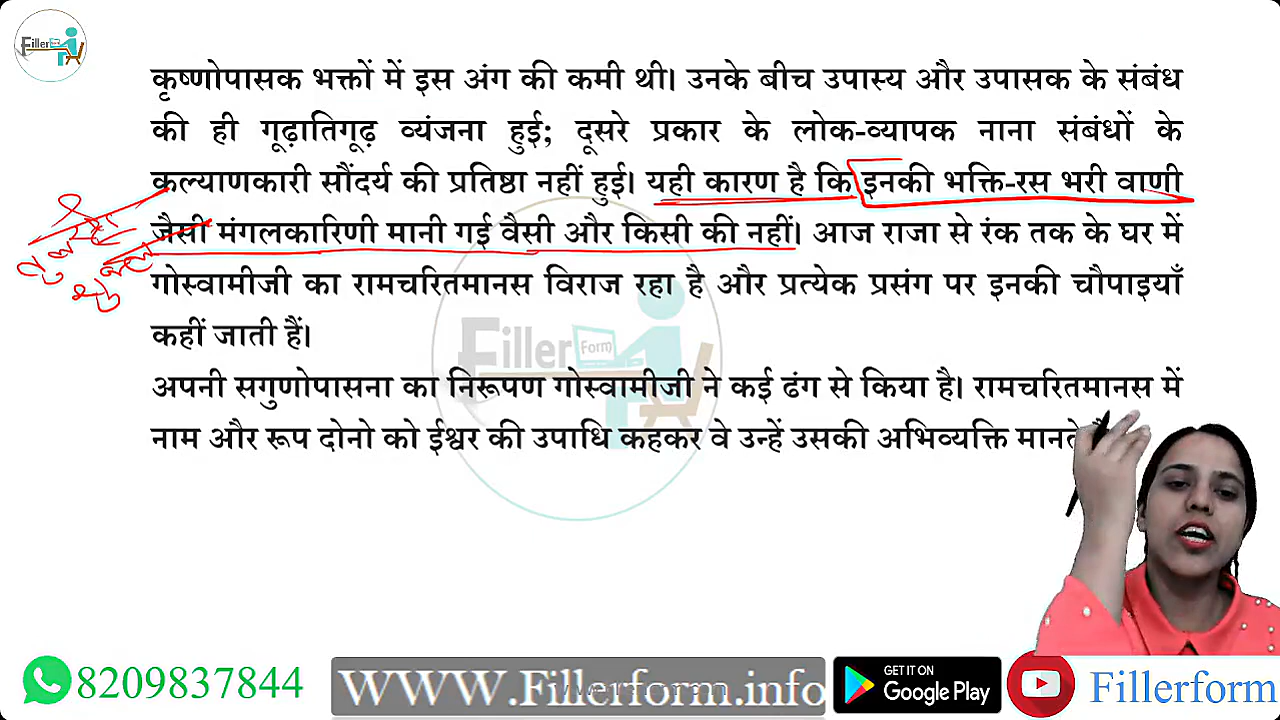 Filler
कृष्णोपासक भक्तों में इस अंग की कमी थी। उनके बीच उपास्य और उपासक के संबंध
की ही गूढ़ातिगूढ़ व्यंजना हुई; दूसरे प्रकार के लोक-व्यापक नाना संबंधों के
कल्याणकारी सौंदर्य की प्रतिष्ठा नहीं हुई। यही कारण है कि इनकी भक्ति-रस भरी वाणी
जैसी मंगलकारिणी मानी गई वैसी और किसी की नहीं। आज राजा से रंक तक के घर में
गोस्वामीजी का रामचरितमानस विराज रहा है और प्रत्येक प्रसंग पर इनकी चौपाइयाँ
कहीं जाती हैं।
Filler Form
अपनी सगुणोपासना का निरूपण गोस्वामीजी ने कई ढंग से किया है। रामचरितमानस में
नाम और रूप दोनो को ईश्वर की उपाधि कहकर वे उन्हें उसकी अभिव्यक्ति मानते
8209837844
WWW.Fillerform.info
GET IT ON
Google Play
Fillerform